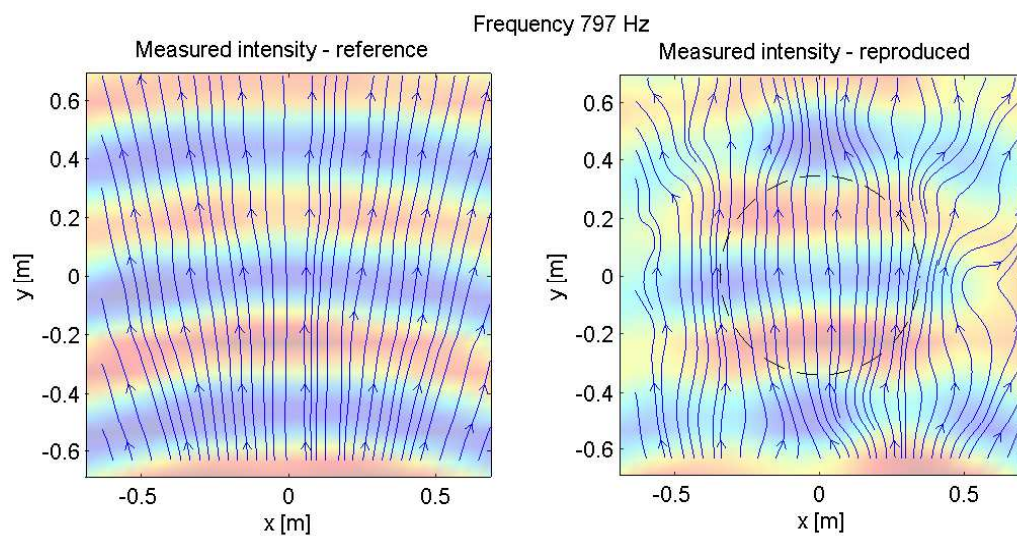 Frequency 797 Hz
Measured intensity - reference
Measured intensity - reproduced
0.6
0.4
0.2
0
-0.2
-0.4
-0.6
y [m]
-0.5
0
0.5
x [m]
0.6
0.4
0.2
0
-0.2
-0.4
-0.6
y [m]
-0.5
0
0.5
x [m]